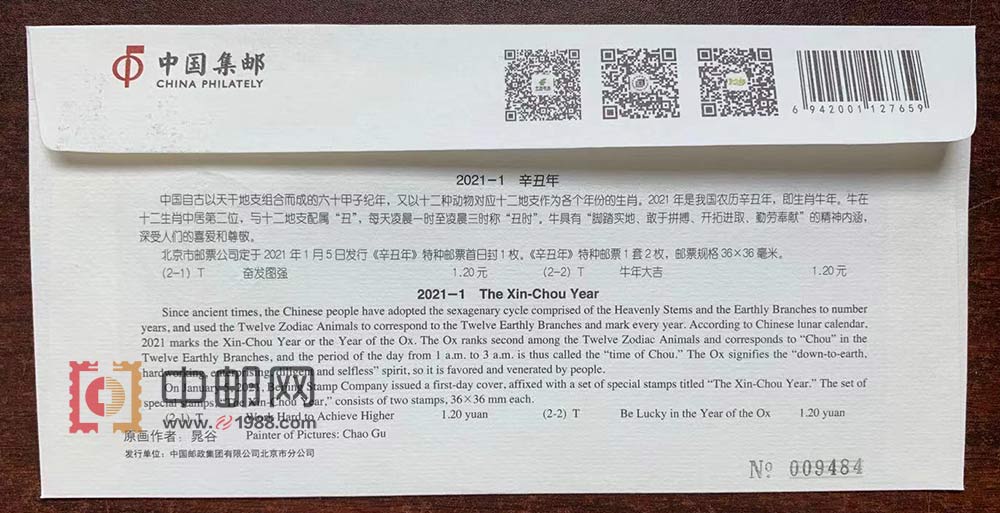 中国集邮
CHINA PHILATELY
6 942001 127659
2021-1 辛丑年
中国自古以天干地支组合而成的六十甲子纪年，又以十二种动物对应十二地支作为各个年份的生肖。2021 年是我国农历辛丑年，即生肖牛年。牛在
十二生肖中居第二位，与十二地支配属“丑”，每天凌晨一时至凌晨三时称“丑时”。牛具有“脚踏实地、敢于拼搏、开拓进取、勤劳奉献”的精神内涵，
深受人们的喜爱和尊敬。
北京市邮票公司定于 2021 年 1 月 5 日发行《辛丑年》特种邮票首日封 1 枚。《辛丑年》特种邮票 1 套 2 枚，邮票规格 36×36 毫米。
(2-1) T 奋发图强 1.20 元 (2-2) T 牛年大吉 1.20 元
2021-1 The Xin-Chou Year
Since ancient times, the Chinese people have adopted the sexagenary cycle comprised of the Heavenly Stems and the Earthly Branches to number
years, and used the Twelve Zodiac Animals to correspond to the Twelve Earthly Branches and mark every year. According to Chinese lunar calendar,
2021 marks the Xin-Chou Year or the Year of the Ox. The Ox ranks second among the Twelve Zodiac Animals and corresponds to “Chou” in the
Twelve Earthly Branches, and the period of the day from 1 a.m. to 3 a.m. is thus called the “time of Chou.” The Ox signifies the “down-to-earth,
and selfless” spirit, so it is favored and venerated by people.
On January 5, 2021, Beijing Stamp Company issued a first-day cover, affixed with a set of special stamps titled “The Xin-Chou Year.” The set of
special stamps, “The Xin-Chou Year,” consists of two stamps, 36×36 mm each.
(2-1) T Work Hard to Achieve Higher 1.20 yuan (2-2) T Be Lucky in the Year of the Ox 1.20 yuan
中邮网
www.e1988.com
原画作者：晁谷 Painter of Pictures: Chao Gu
发行单位：中国邮政集团有限公司北京市分公司
№ 009484